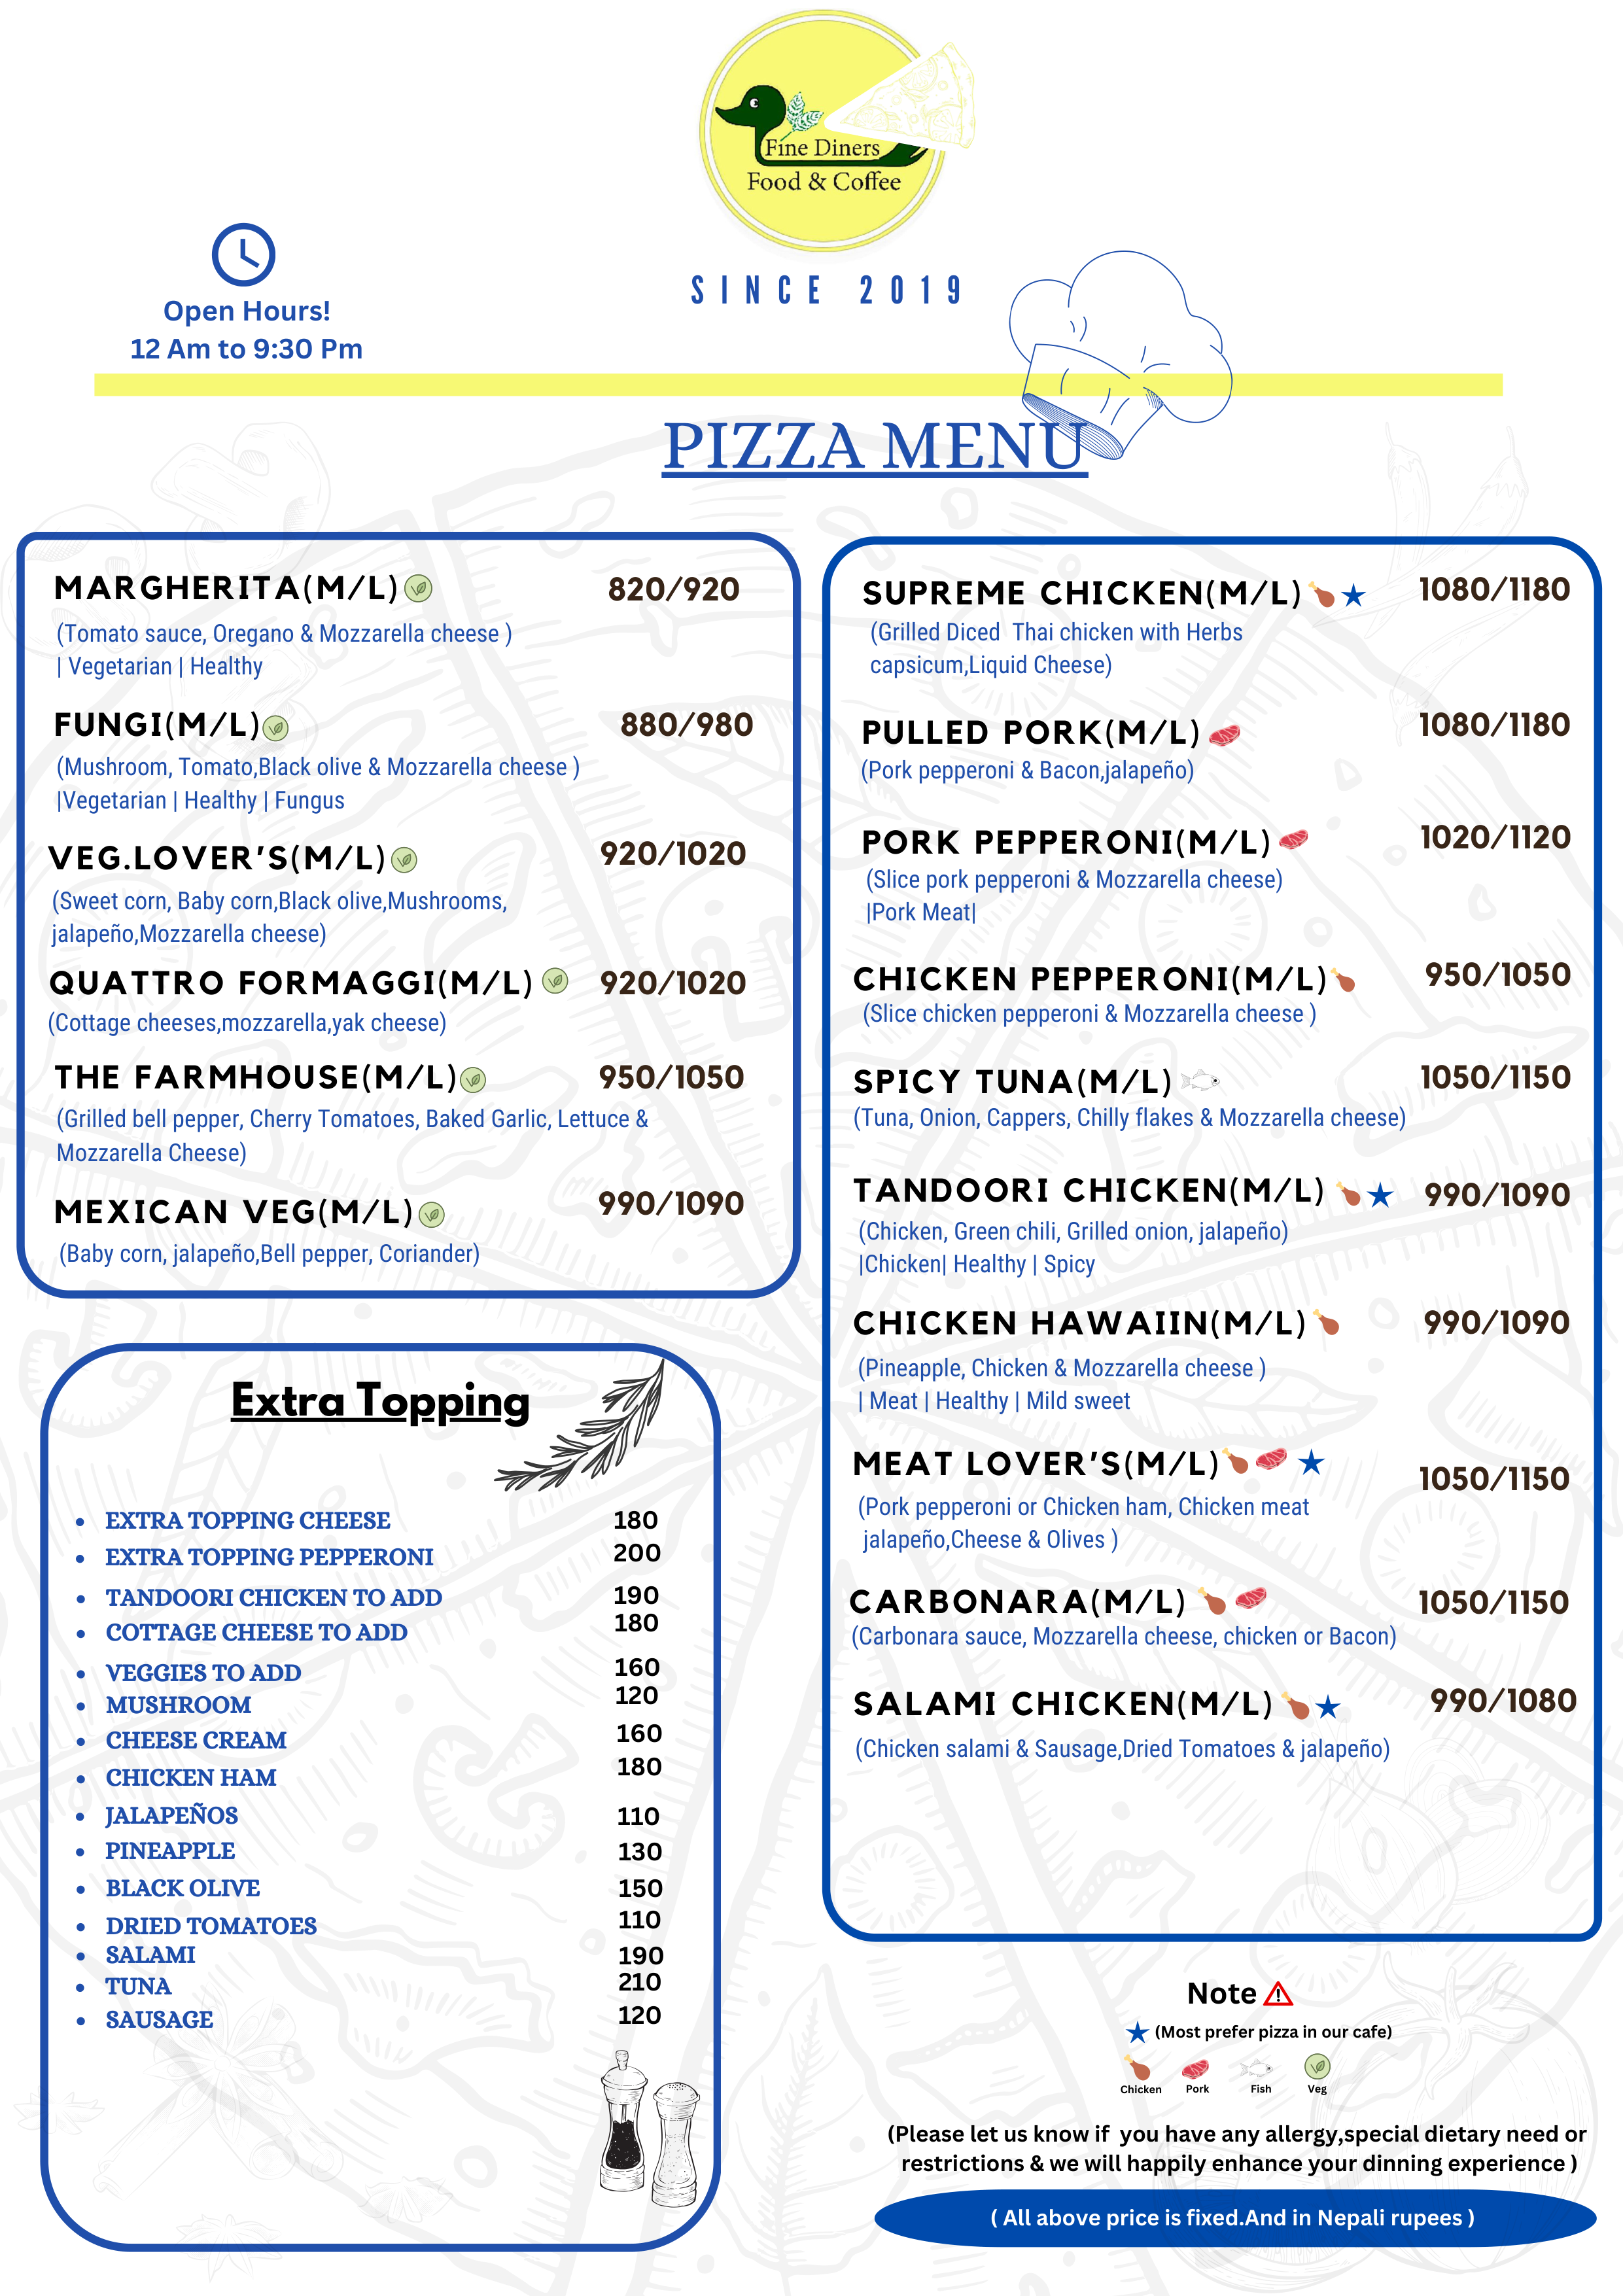 Fine Diners
Food & Coffee
SINCE 2019
Open Hours!
12 Am to 9:30 Pm
PIZZA MENU
MARGHERITA(M/L) 820/920
(Tomato sauce, Oregano & Mozzarella cheese )
| Vegetarian | Healthy
FUNGI(M/L) 880/980
(Mushroom, Tomato,Black olive & Mozzarella cheese )
|Vegetarian | Healthy | Fungus
VEG.LOVER'S(M/L) 920/1020
(Sweet corn, Baby corn,Black olive,Mushrooms,
jalapeño,Mozzarella cheese)
QUATTRO FORMAGGI(M/L) 920/1020
(Cottage cheeses,mozzarella,yak cheese)
THE FARMHOUSE(M/L) 950/1050
(Grilled bell pepper, Cherry Tomatoes, Baked Garlic, Lettuce &
Mozzarella Cheese)
MEXICAN VEG(M/L) 990/1090
(Baby corn, jalapeño,Bell pepper, Coriander)
Extra Topping
• EXTRA TOPPING CHEESE 180
• EXTRA TOPPING PEPPERONI 200
• TANDOORI CHICKEN TO ADD 190
• COTTAGE CHEESE TO ADD 180
• VEGGIES TO ADD 160
• MUSHROOM 120
• CHEESE CREAM 160
• CHICKEN HAM 180
• JALAPEÑOS 110
• PINEAPPLE 130
• BLACK OLIVE 150
• DRIED TOMATOES 110
• SALAMI 190
• TUNA 210
• SAUSAGE 120
SUPREME CHICKEN(M/L) 1080/1180
(Grilled Diced Thai chicken with Herbs
capsicum,Liquid Cheese)
PULLED PORK(M/L) 1080/1180
(Pork pepperoni & Bacon,jalapeño)
PORK PEPPERONI(M/L) 1020/1120
(Slice pork pepperoni & Mozzarella cheese)
|Pork Meat|
CHICKEN PEPPERONI(M/L) 950/1050
(Slice chicken pepperoni & Mozzarella cheese )
SPICY TUNA(M/L) 1050/1150
(Tuna, Onion, Cappers, Chilly flakes & Mozzarella cheese)
TANDOORI CHICKEN(M/L) 990/1090
(Chicken, Green chili, Grilled onion, jalapeño)
|Chicken| Healthy | Spicy
CHICKEN HAWAIIN(M/L) 990/1090
(Pineapple, Chicken & Mozzarella cheese )
| Meat | Healthy | Mild sweet
MEAT LOVER'S(M/L) 1050/1150
(Pork pepperoni or Chicken ham, Chicken meat
jalapeño,Cheese & Olives )
CARBONARA(M/L) 1050/1150
(Carbonara sauce, Mozzarella cheese, chicken or Bacon)
SALAMI CHICKEN(M/L) 990/1080
(Chicken salami & Sausage,Dried Tomatoes & jalapeño)
Note
(Most prefer pizza in our cafe)
Chicken Pork Fish Veg
(Please let us know if you have any allergy,special dietary need or
restrictions & we will happily enhance your dinning experience )
( All above price is fixed.And in Nepali rupees )